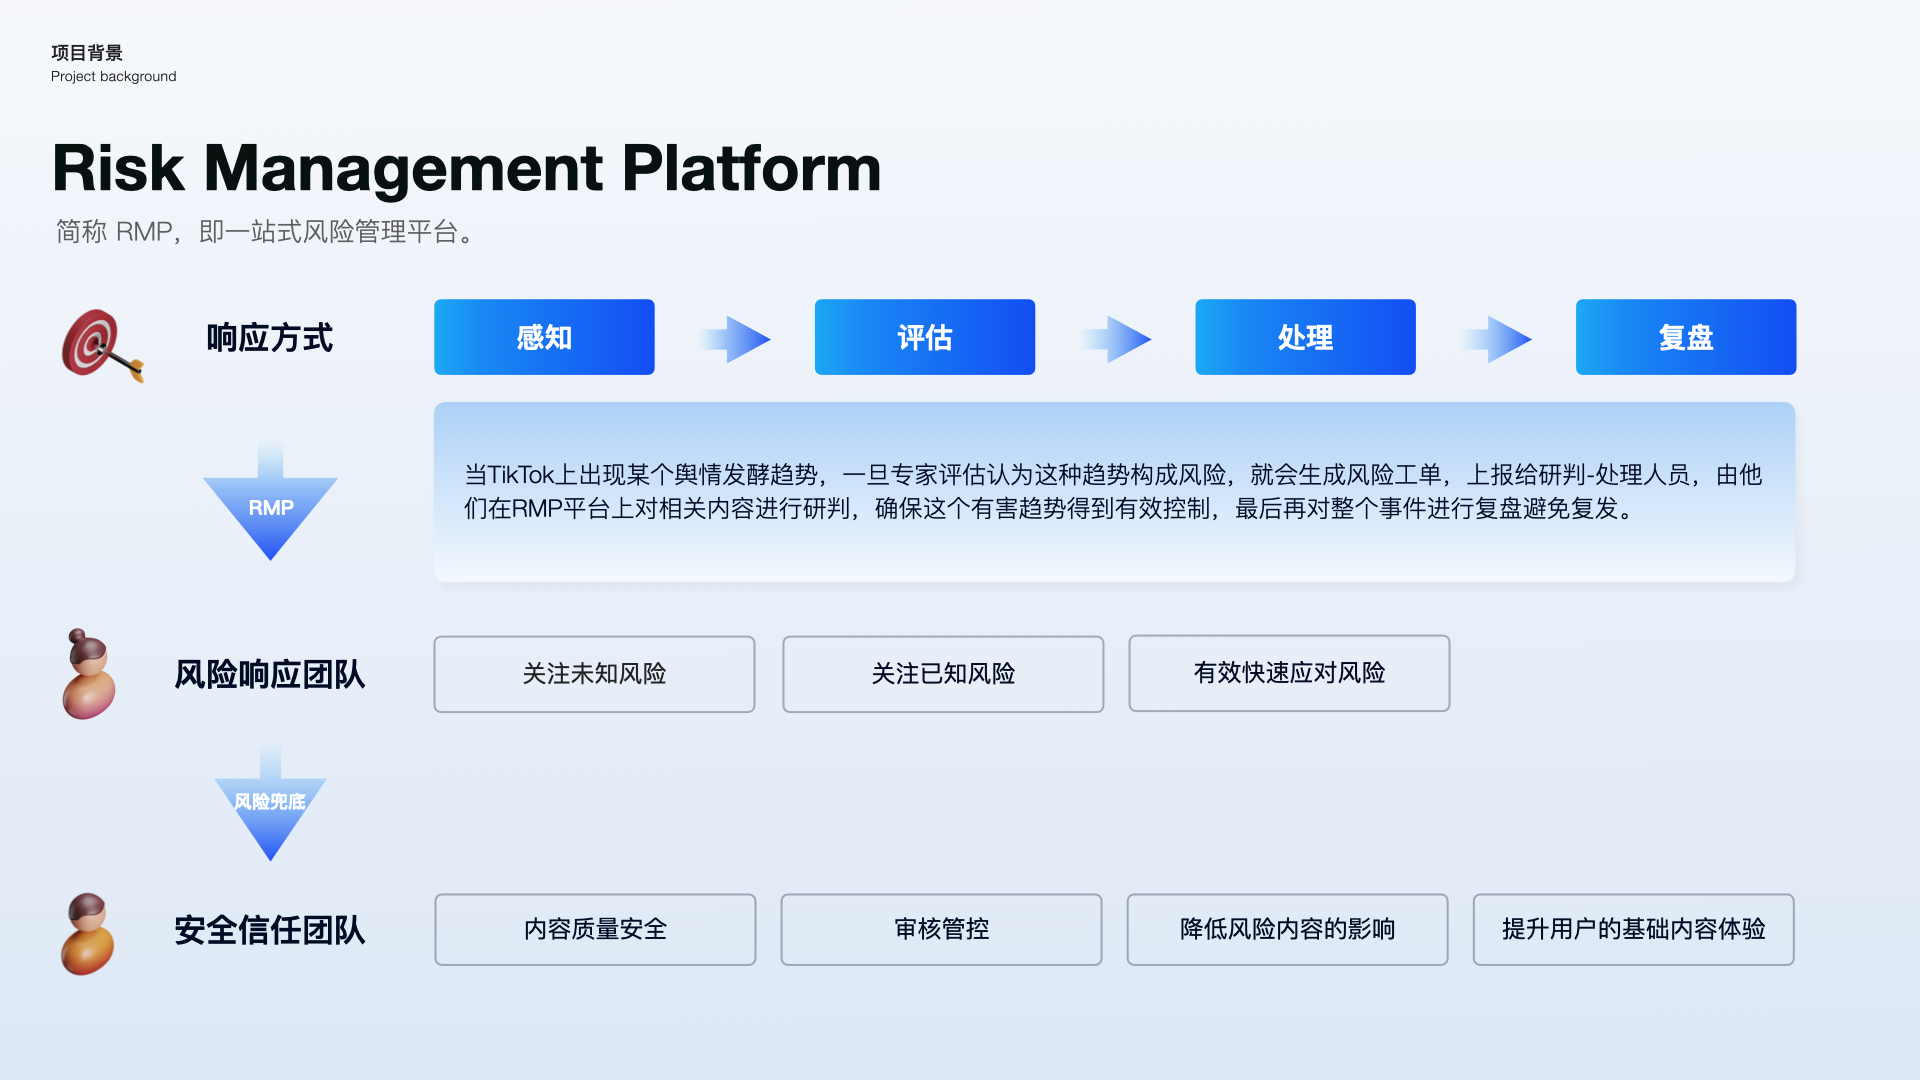 项目背景
Project background
Risk Management Platform
简称 RMP，即一站式风险管理平台。
响应方式
感知
评估
处理
复盘
RMP
当TikTok上出现某个舆情发酵趋势，一旦专家评估认为这种趋势构成风险，就会生成风险工单，上报给研判-处理人员，由他
们在RMP平台上对相关内容进行研判，确保这个有害趋势得到有效控制，最后再对整个事件进行复盘避免复发。
风险响应团队
关注未知风险
关注已知风险
有效快速应对风险
风险兜底
安全信任团队
内容质量安全
审核管控
降低风险内容的影响
提升用户的基础内容体验